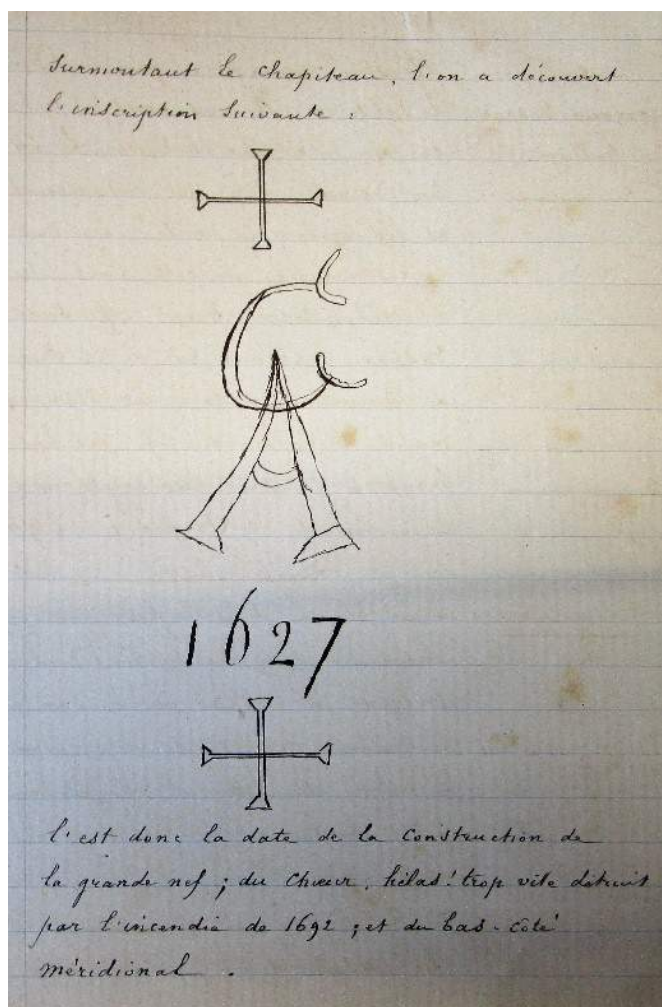 surmontant le chapiteau, l'on a découvert
l'inscription suivante :
C
A
1627
c'est donc la date de la construction de
la grande nef ; du chœur, hélas! trop vite détruit
par l'incendie de 1692 ; et du bas-côté
méridional .